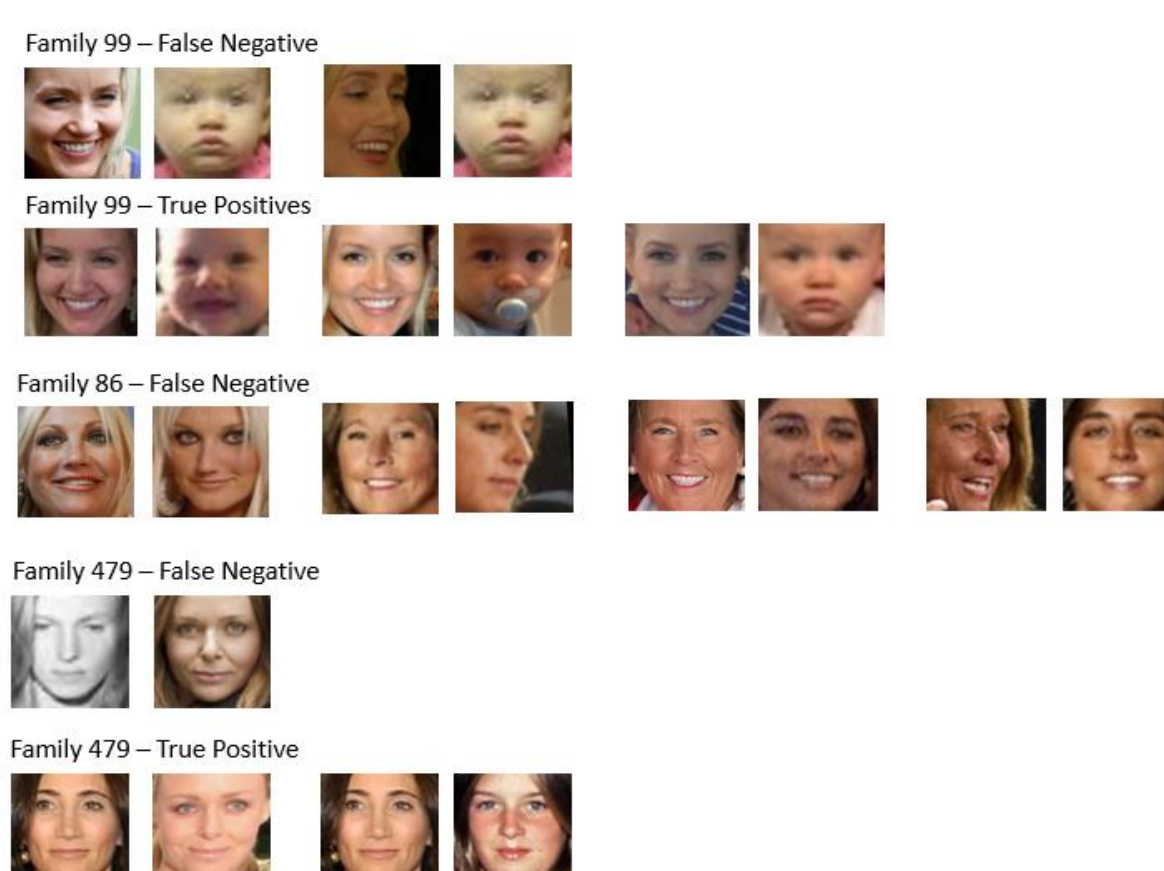 Family 99 – False Negative
Family 99 – True Positives
Family 86 – False Negative
Family 479 – False Negative
Family 479 – True Positive